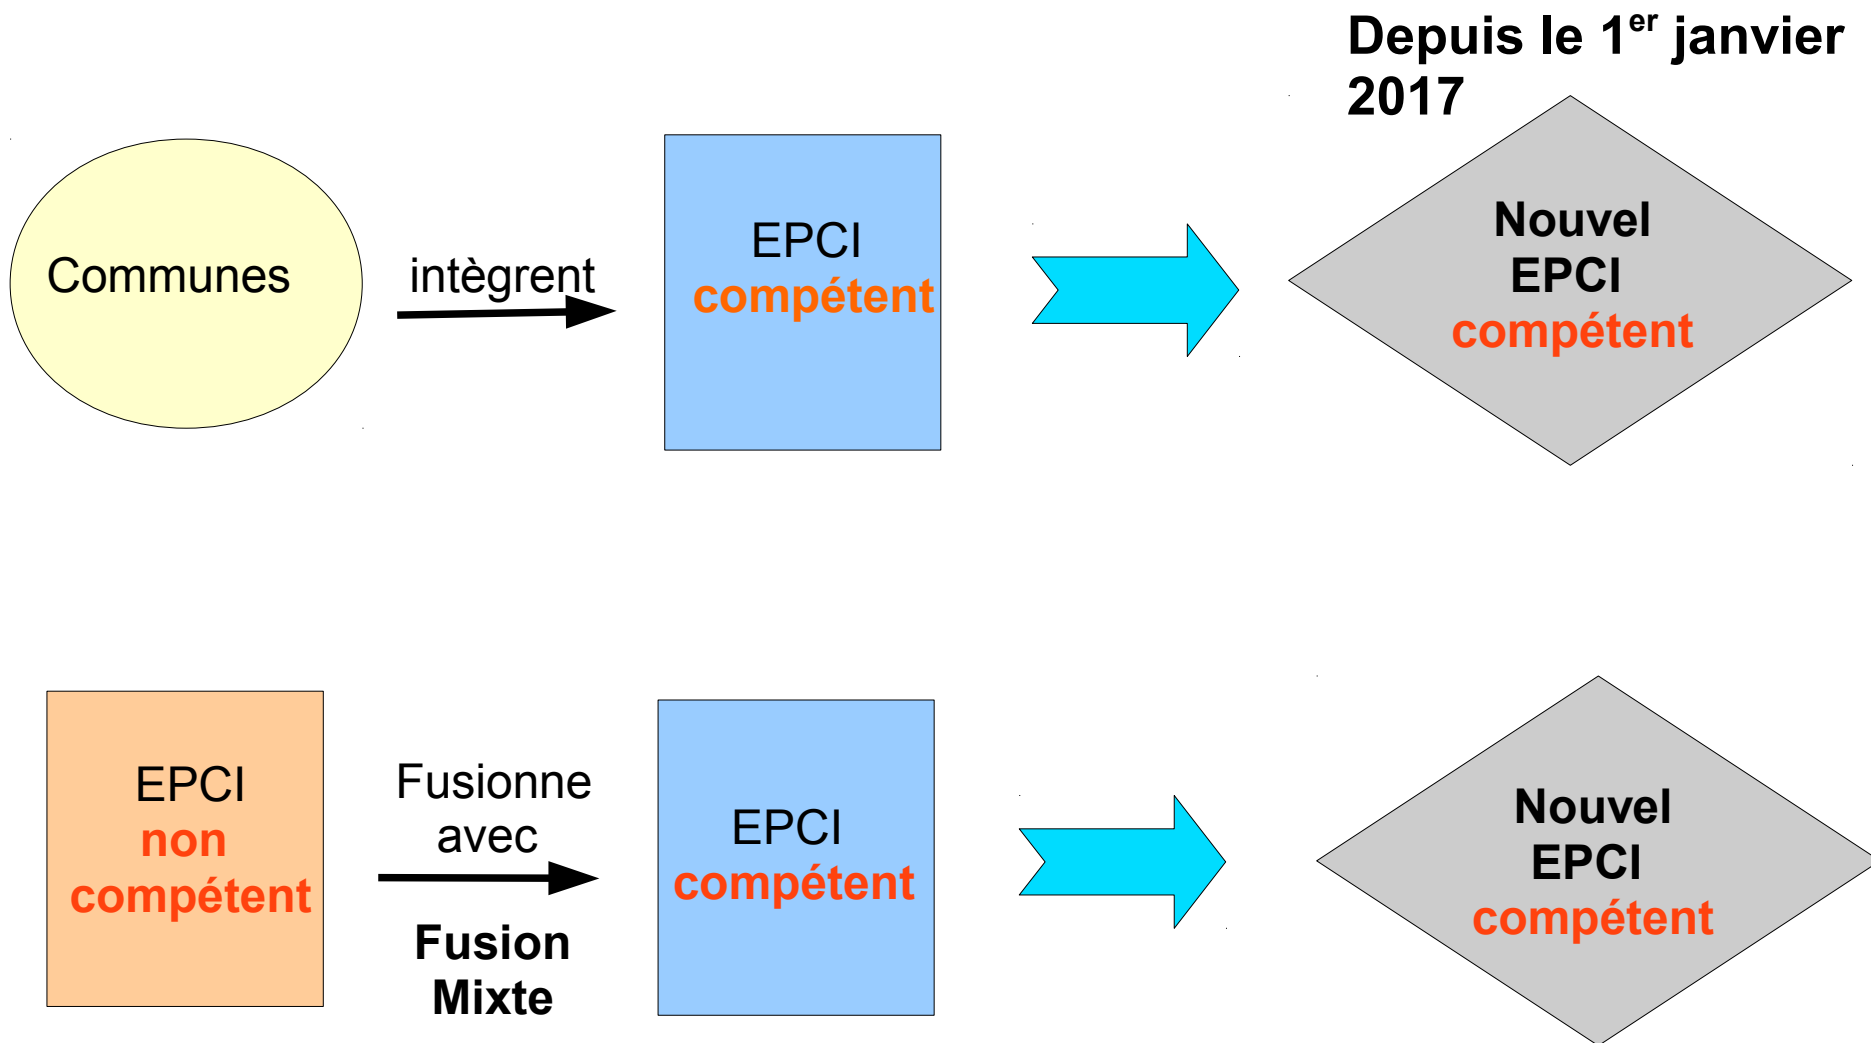 Depuis le 1er janvier
2017
Communes
intègrent
EPCI
compétent
Nouvel
EPCI
compétent
EPCI
non
compétent
Fusionne
avec
Fusion
Mixte
EPCI
compétent
Nouvel
EPCI
compétent